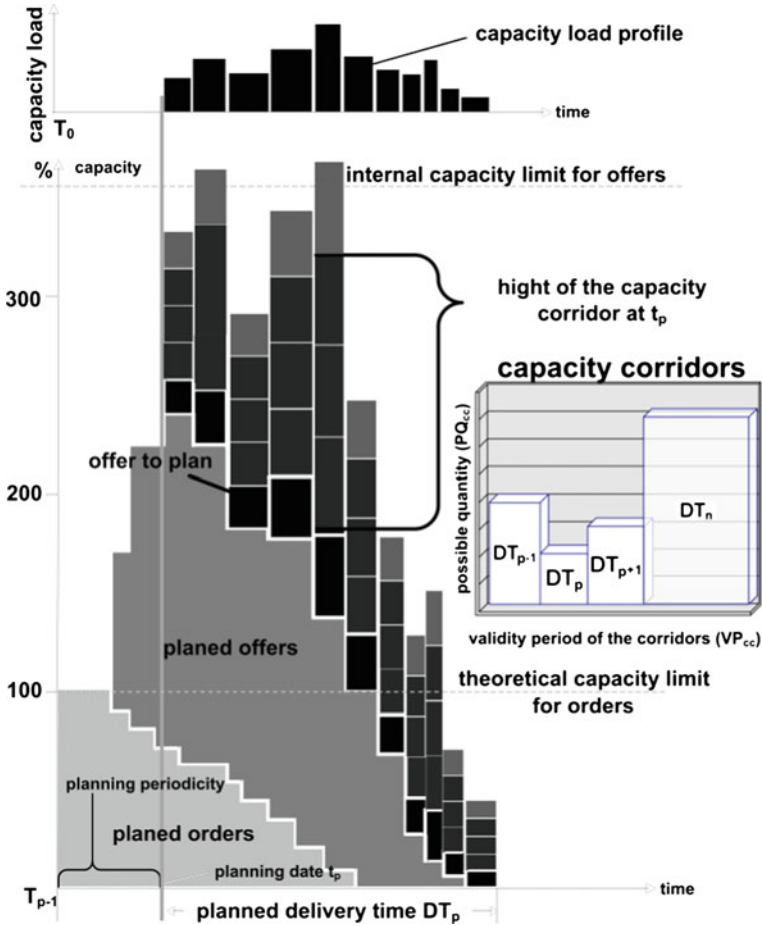 capacity load
capacity load profile
time
T₀
% capacity
internal capacity limit for offers
300
hight of the capacity
corridor at tₚ
capacity corridors
possible quantity (PQcc)
DTₚ₋₁
DTₚ
DTₚ₊₁
DTₙ
validity period of the corridors (VPcc)
offer to plan
200
planed offers
theoretical capacity limit
for orders
100
planning periodicity
planed orders
planning date tₚ
Tₚ₋₁
time
planned delivery time DTₚ